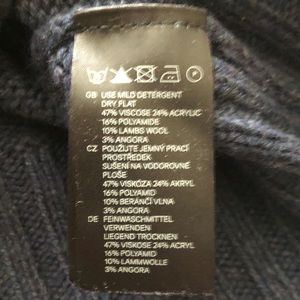 GB USE MILD DETERGENT
DRY FLAT
47% VISCOSE 24% ACRYLIC
16% POLYAMIDE
10% LAMBS WOOL
3% ANGORA
CZ POUŽIJTE JEMNÝ PRACÍ
PROSTŘEDEK
SUŠENÍ NA VODOROVNÉ
PLOŠE
47% VISKÓZA 24% AKRYL
16% POLYAMID
10% BERÁNČÍ VLNA
3% ANGORA
DE FEINWASCHMITTEL
VERWENDEN
LIEGEND TROCKNEN
47% VISKOSE 24% ACRYL
16% POLYAMID
10% LAMMWOLLE
3% ANGORA